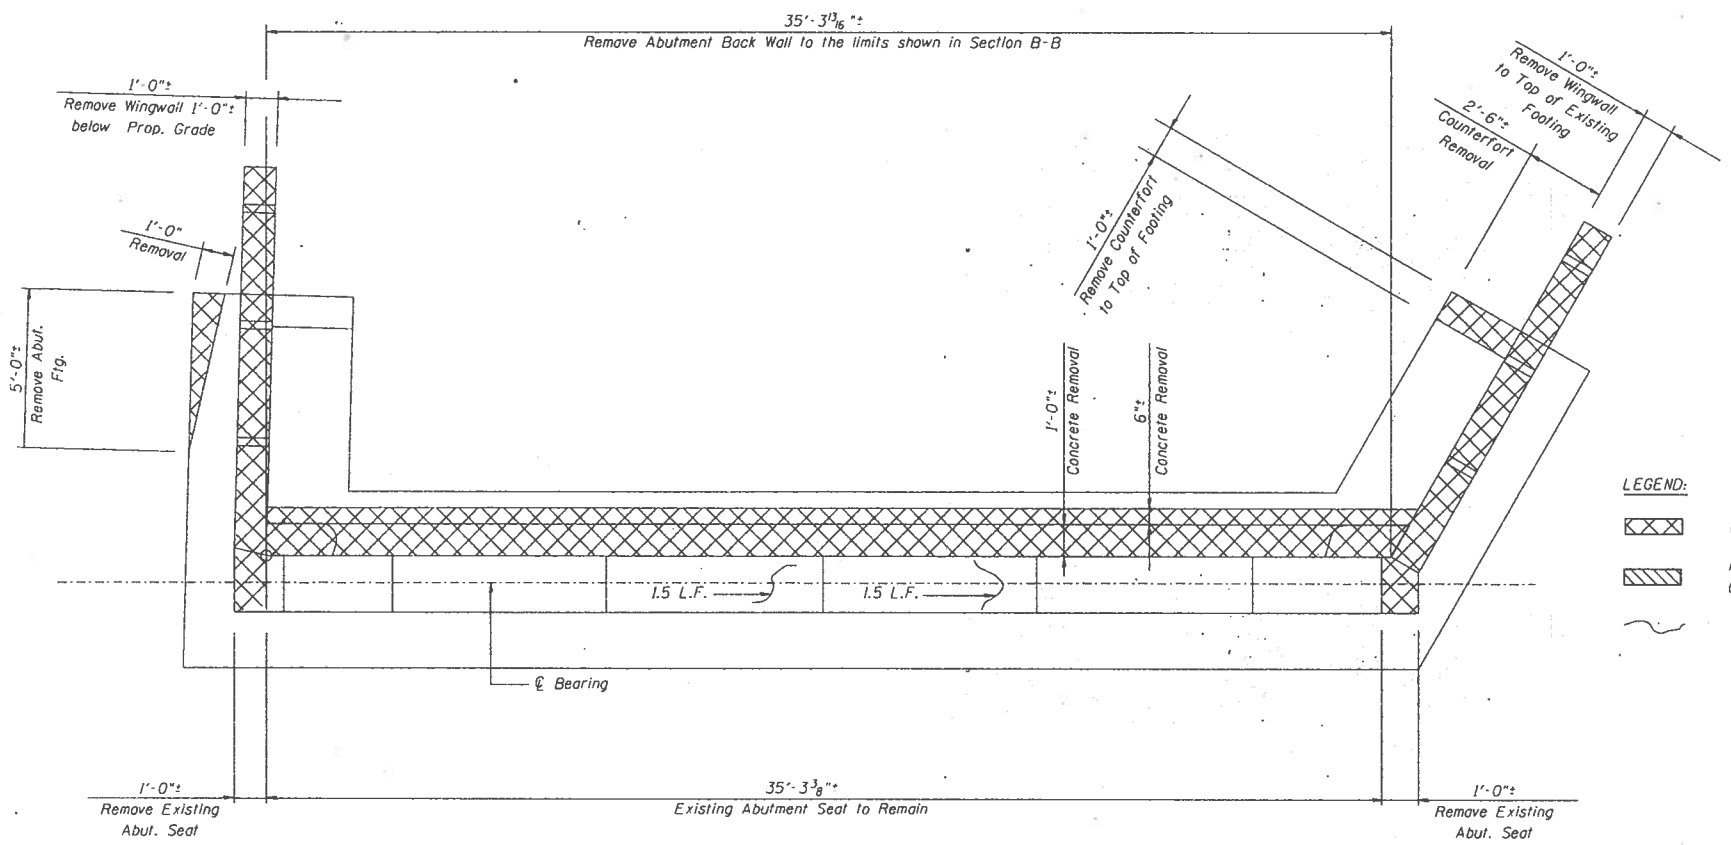 35'-3 13/16"±
Remove Abutment Back Wall to the limits shown in Section B-B
1'-0"±
Remove Wingwall 1'-0"±
below Prop. Grade
1'-0"
Removal
5'-0"±
Remove Abut.
Ftg.
1'-0"±
Remove Counterfort
to Top of Footing
2'-6"±
Counterfort
Removal
1'-0"±
Remove Wingwall
to Top of Existing
Footing
1'-0"±
Concrete Removal
6"±
Concrete Removal
1.5 L.F.
1.5 L.F.
℄ Bearing
LEGEND:
1'-0"±
Remove Existing
Abut. Seat
35'-3 3/8"±
Existing Abutment Seat to Remain
1'-0"±
Remove Existing
Abut. Seat